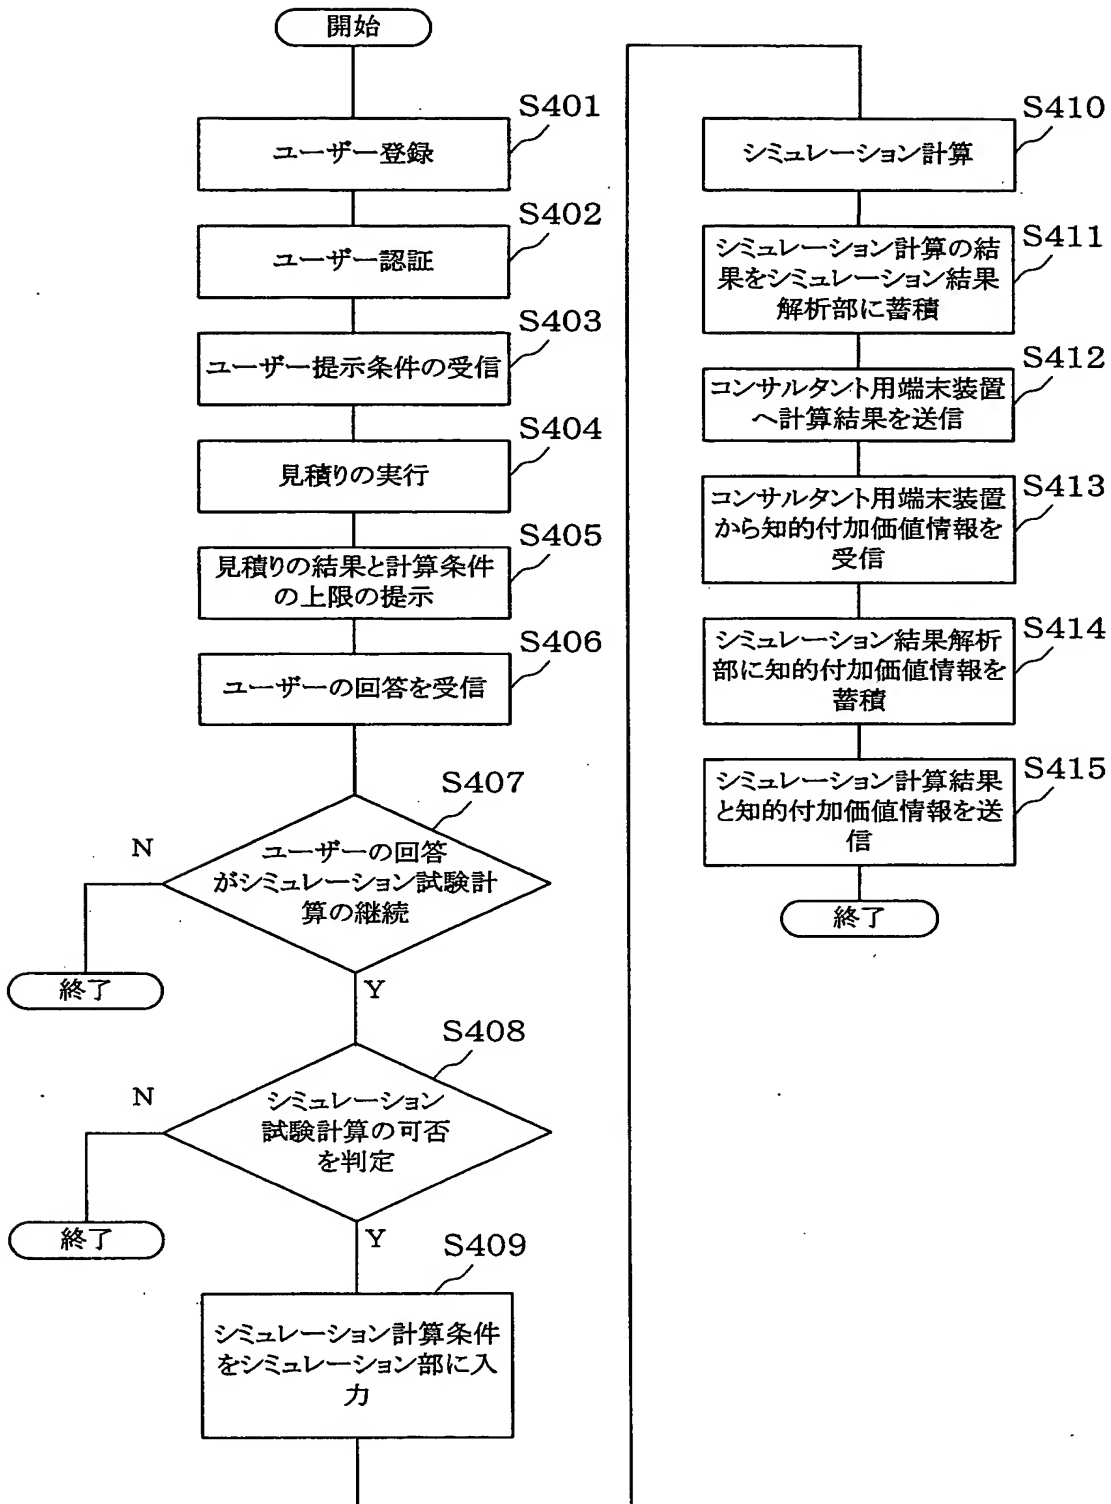 開始
S401
ユーザー登録
S402
ユーザー認証
S403
ユーザー提示条件の受信
S404
見積りの実行
S405
見積りの結果と計算条件
の上限の提示
S406
ユーザーの回答を受信
S407
ユーザーの回答
がシミュレーション試験計
算の継続
N
終了
Y
S408
シミュレーション
試験計算の可否
を判定
N
終了
Y
S409
シミュレーション計算条件
をシミュレーション部に入
力
S410
シミュレーション計算
S411
シミュレーション計算の結
果をシミュレーション結果
解析部に蓄積
S412
コンサルタント用端末装置
へ計算結果を送信
S413
コンサルタント用端末装置
から知的付加価値情報を
受信
S414
シミュレーション結果解析
部に知的付加価値情報を
蓄積
S415
シミュレーション計算結果
と知的付加価値情報を送
信
終了